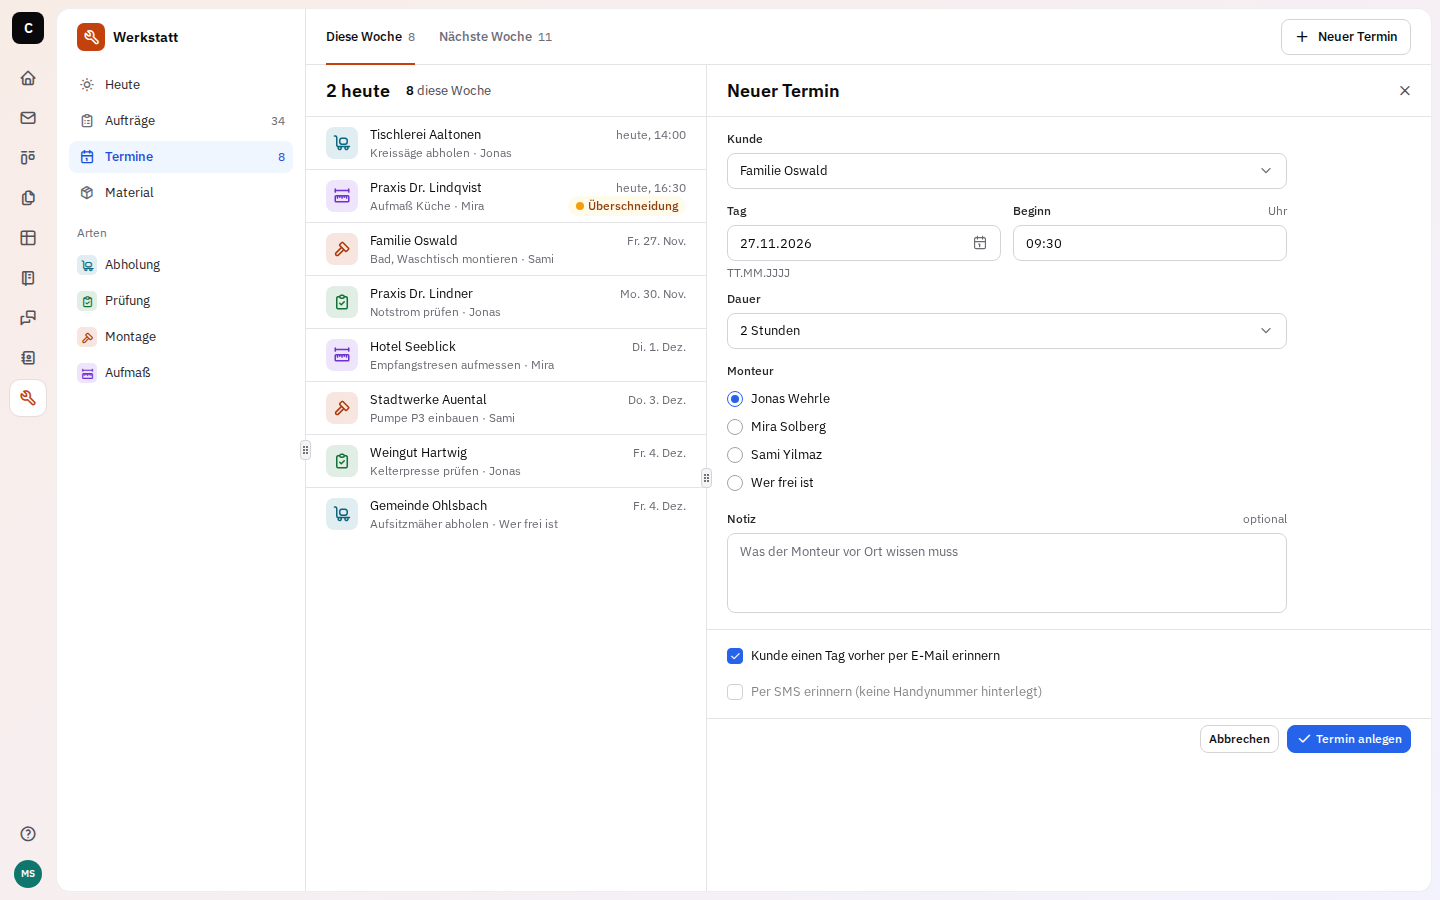 C
Werkstatt
Heute
Aufträge 34
Termine 8
Material
Arten
Abholung
Prüfung
Montage
Aufmaß
MS
Diese Woche 8
Nächste Woche 11
Neuer Termin
2 heute 8 diese Woche
Tischlerei Aaltonen heute, 14:00
Kreissäge abholen · Jonas
Praxis Dr. Lindqvist heute, 16:30
Aufmaß Küche · Mira Überschneidung
Familie Oswald Fr. 27. Nov.
Bad, Waschtisch montieren · Sami
Praxis Dr. Lindner Mo. 30. Nov.
Notstrom prüfen · Jonas
Hotel Seeblick Di. 1. Dez.
Empfangstresen aufmessen · Mira
Stadtwerke Auental Do. 3. Dez.
Pumpe P3 einbauen · Sami
Weingut Hartwig Fr. 4. Dez.
Kelterpresse prüfen · Jonas
Gemeinde Ohlsbach Fr. 4. Dez.
Aufsitzmäher abholen · Wer frei ist
Neuer Termin
Kunde
Familie Oswald
Tag
27.11.2026
TT.MM.JJJJ
Beginn Uhr
09:30
Dauer
2 Stunden
Monteur
Jonas Wehrle
Mira Solberg
Sami Yilmaz
Wer frei ist
Notiz optional
Was der Monteur vor Ort wissen muss
Kunde einen Tag vorher per E-Mail erinnern
Per SMS erinnern (keine Handynummer hinterlegt)
Abbrechen
Termin anlegen